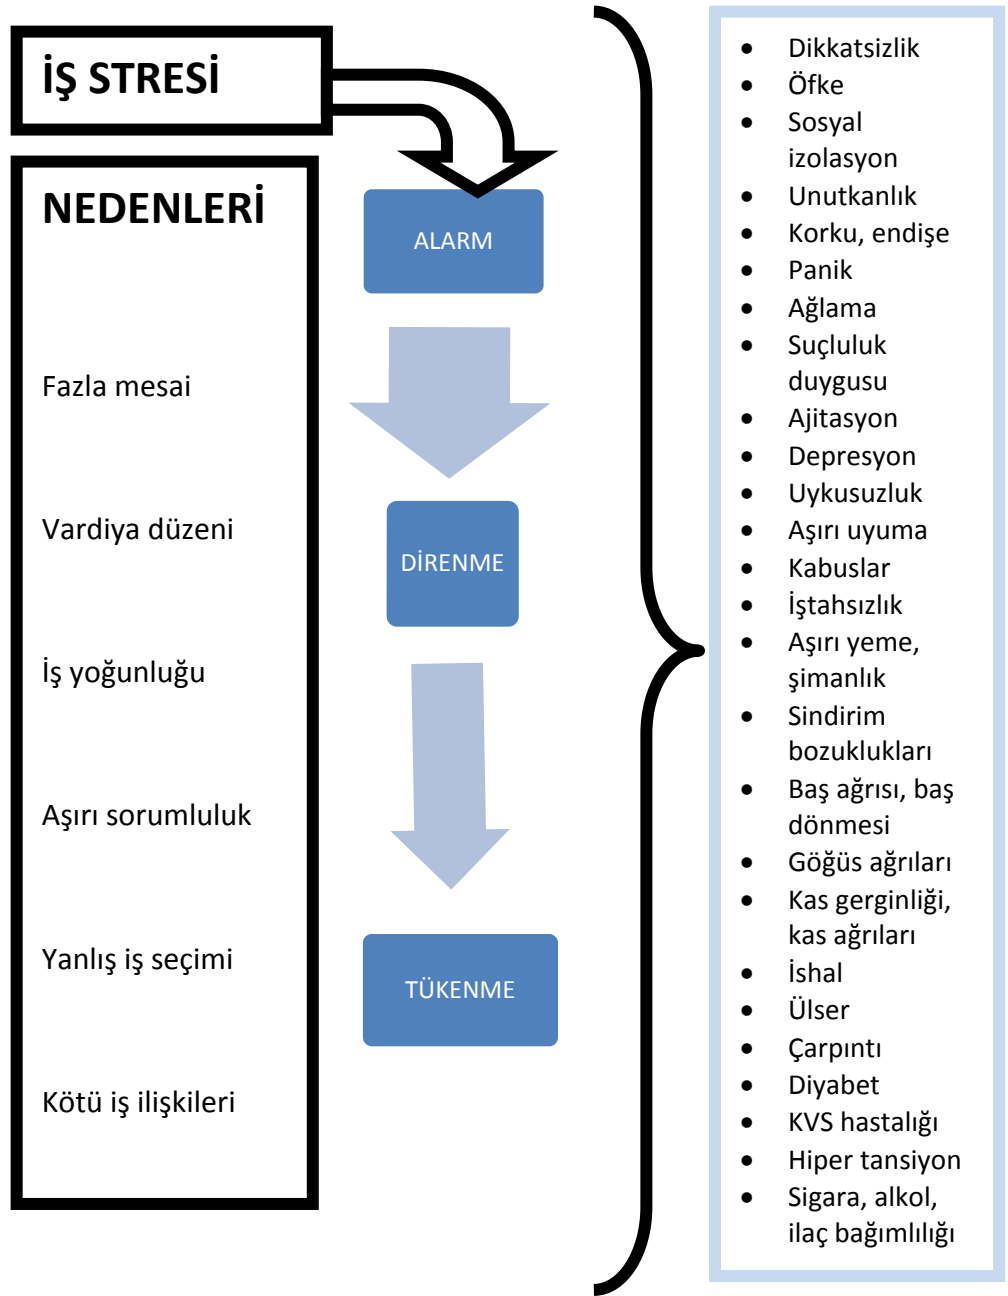 İŞ STRESİ
NEDENLERİ
Fazla mesai
Vardiya düzeni
İş yoğunluğu
Aşırı sorumluluk
Yanlış iş seçimi
Kötü iş ilişkileri
ALARM
DİRENME
TÜKENME
• Dikkatsizlik
• Öfke
• Sosyal
izolasyon
• Unutkanlık
• Korku, endişe
• Panik
• Ağlama
• Suçluluk
duygusu
• Ajitasyon
• Depresyon
• Uykusuzluk
• Aşırı uyuma
• Kabuslar
• İştahsızlık
• Aşırı yeme,
şimanlık
• Sindirim
bozuklukları
• Baş ağrısı, baş
dönmesi
• Göğüs ağrıları
• Kas gerginliği,
kas ağrıları
• İshal
• Ülser
• Çarpıntı
• Diyabet
• KVS hastalığı
• Hiper tansiyon
• Sigara, alkol,
ilaç bağımlılığı